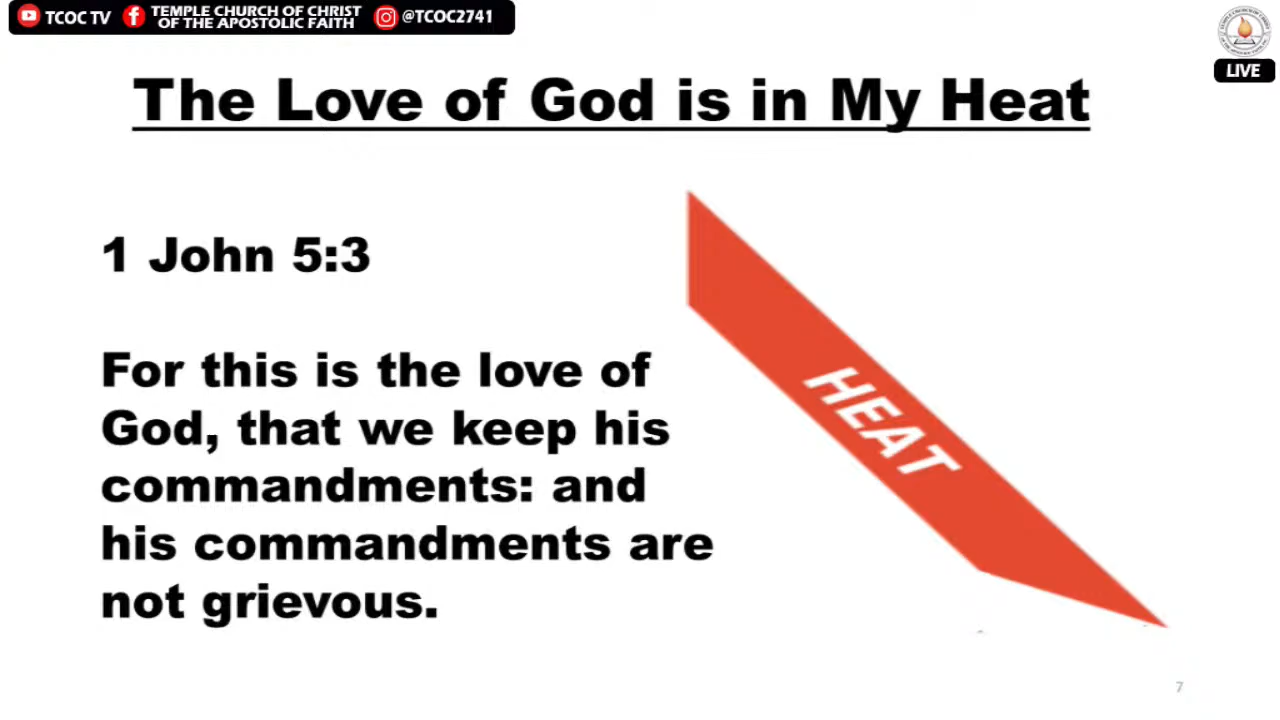 TCOC TV
TEMPLE CHURCH OF CHRIST
OF THE APOSTOLIC FAITH
@TCOC2741
LIVE
The Love of God is in My Heat
1 John 5:3
For this is the love of
God, that we keep his
commandments: and
his commandments are
not grievous.
HEAT
7